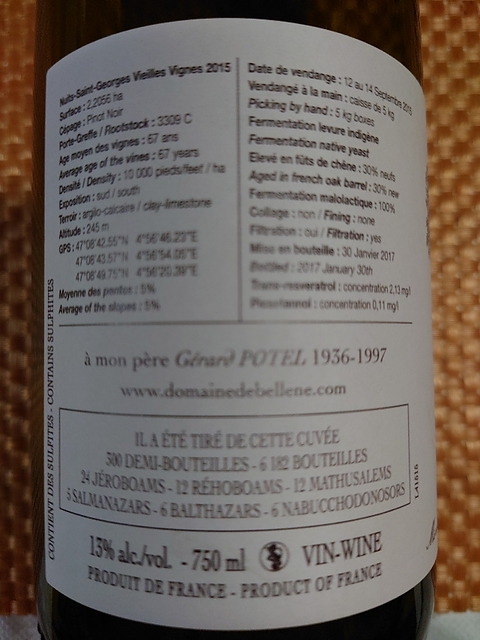 Nuits-Saint-Georges Vieilles Vignes 2015
Surface : 2,2056 ha
Cépage : Pinot Noir
Porte-Greffe / Rootstock : 3309 C
Age moyen des vignes : 67 ans
Average age of the vines : 67 years
Densité / Density : 10 000 pieds/feet / ha
Exposition : sud / south
Terroir : argilo-calcaire / clay-limestone
Altitude : 245 m
GPS : 47°08'42.55"N 4°56'46.23"E
47°08'43.57"N 4°56'54.05"E
47°08'49.75"N 4°56'20.39"E
Moyenne des pentes : 5%
Average of the slopes : 5%
Date de vendange : 12 au 14 Septembre 2015
Vendangé à la main : caisse de 5 kg
Picking by hand : 5 kg boxes
Fermentation levure indigène
Fermentation native yeast
Elevé en fûts de chêne : 30% neufs
Aged in french oak barrel : 30% new
Fermentation malolactique : 100%
Collage : non / Fining : none
Filtration : oui / Filtration : yes
Mise en bouteille : 30 Janvier 2017
Bottled : 2017 January 30th
Trans-resveratrol : concentration 2,13 mg/l
Piceatannol : concentration 0,11 mg/l
à mon père Gérard POTEL 1936-1997
www.domainedebellene.com
IL A ÉTÉ TIRÉ DE CETTE CUVÉE
300 DEMI-BOUTEILLES - 6 182 BOUTEILLES
24 JÉROBOAMS - 12 RÉHOBOAMS - 12 MATHUSALEMS
5 SALMANAZARS - 6 BALTHAZARS - 6 NABUCCHODONOSORS
13% alc/vol. - 750 ml VIN-WINE
PRODUIT DE FRANCE - PRODUCT OF FRANCE
CONTIENT DES SULFITES - CONTAINS SULPHITES
L41515